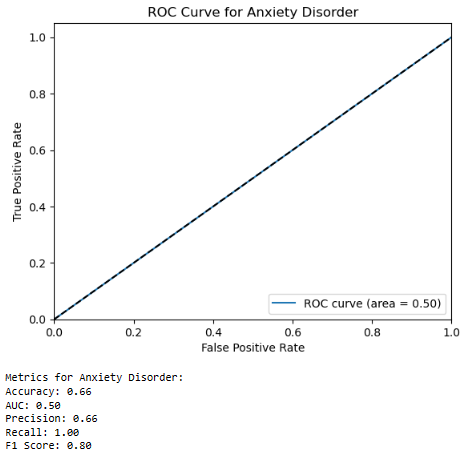 ROC Curve for Anxiety Disorder
1.0
0.8
0.6
0.4
0.2
0.0
True Positive Rate
ROC curve (area = 0.50)
0.0 0.2 0.4 0.6 0.8 1.0
False Positive Rate
Metrics for Anxiety Disorder:
Accuracy: 0.66
AUC: 0.50
Precision: 0.66
Recall: 1.00
F1 Score: 0.80